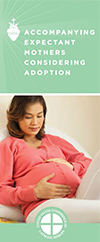 ACCOMPANYING
EXPECTANT
MOTHERS
CONSIDERING
ADOPTION